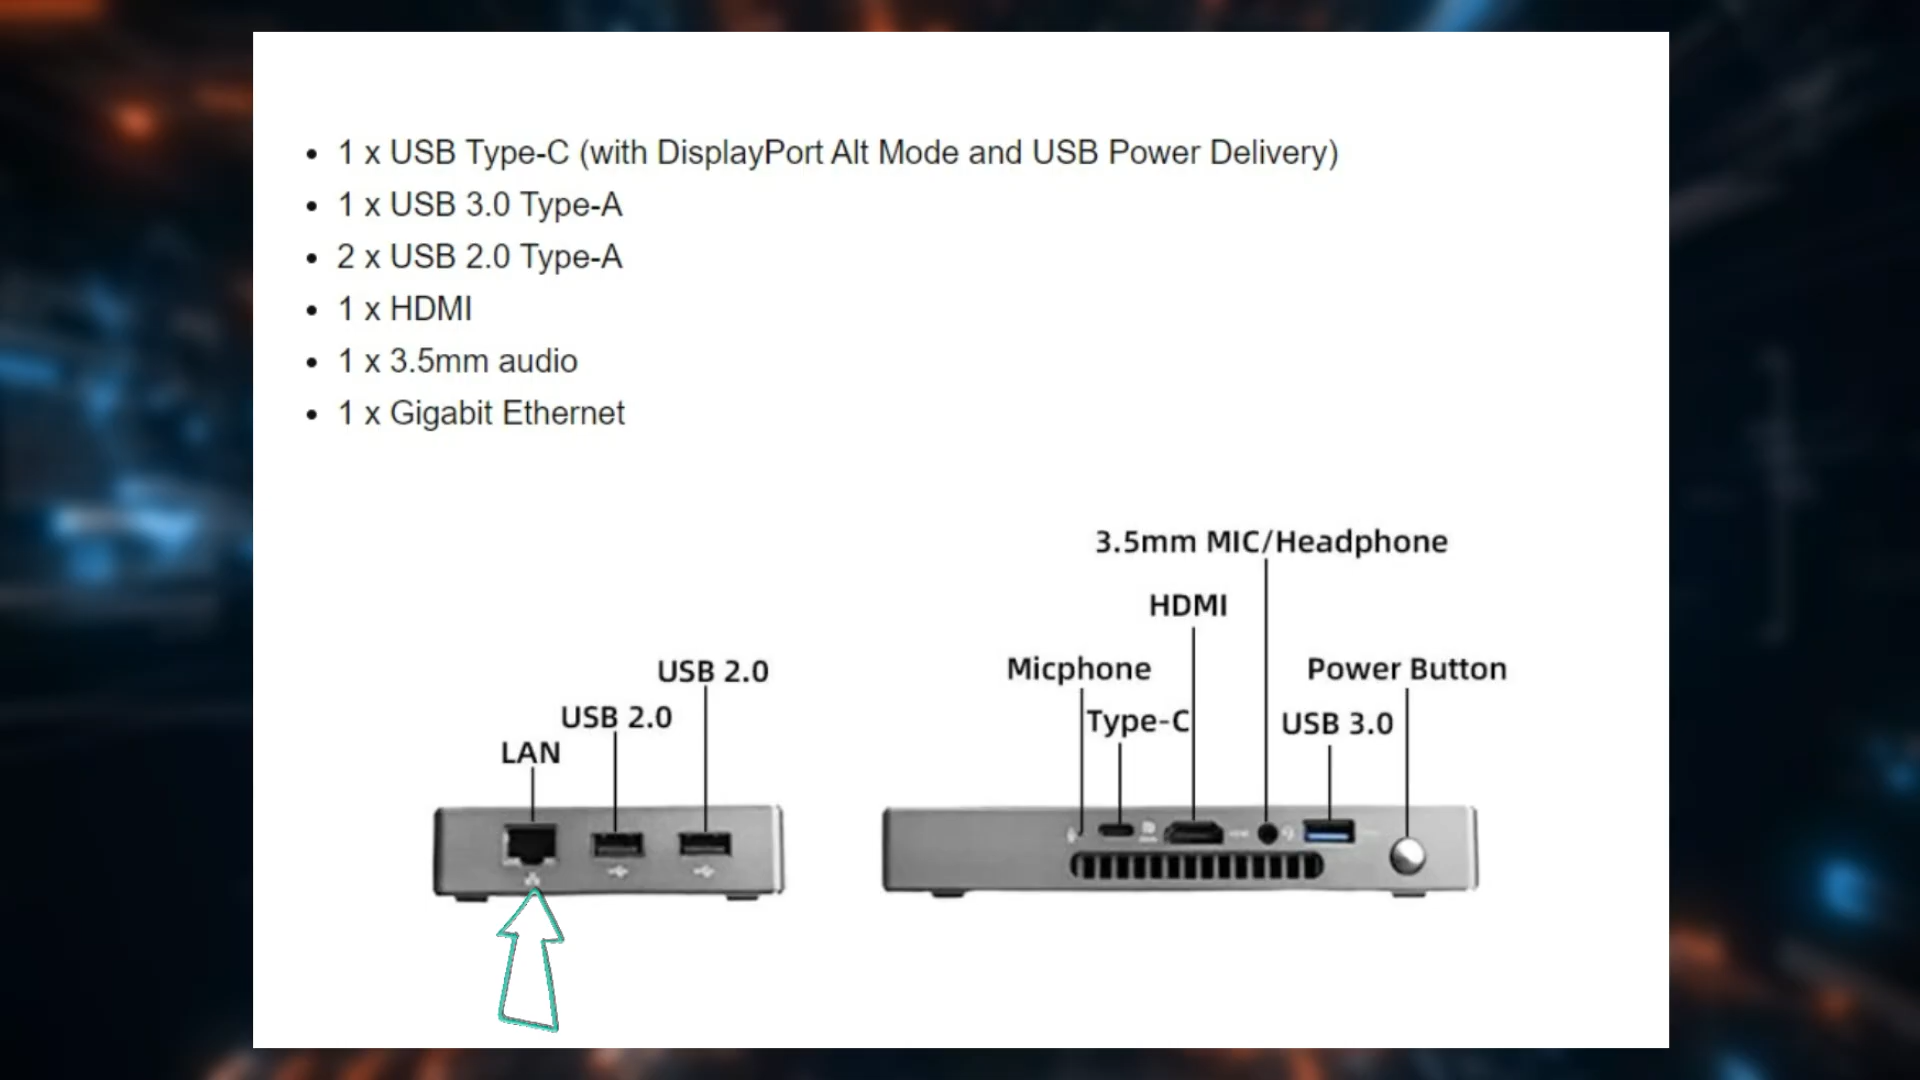 1 x USB Type-C (with DisplayPort Alt Mode and USB Power Delivery)
1 x USB 3.0 Type-A
2 x USB 2.0 Type-A
1 x HDMI
1 x 3.5mm audio
1 x Gigabit Ethernet
3.5mm MIC/Headphone
HDMI
Micphone
Power Button
Type-C
USB 3.0
USB 2.0
USB 2.0
LAN